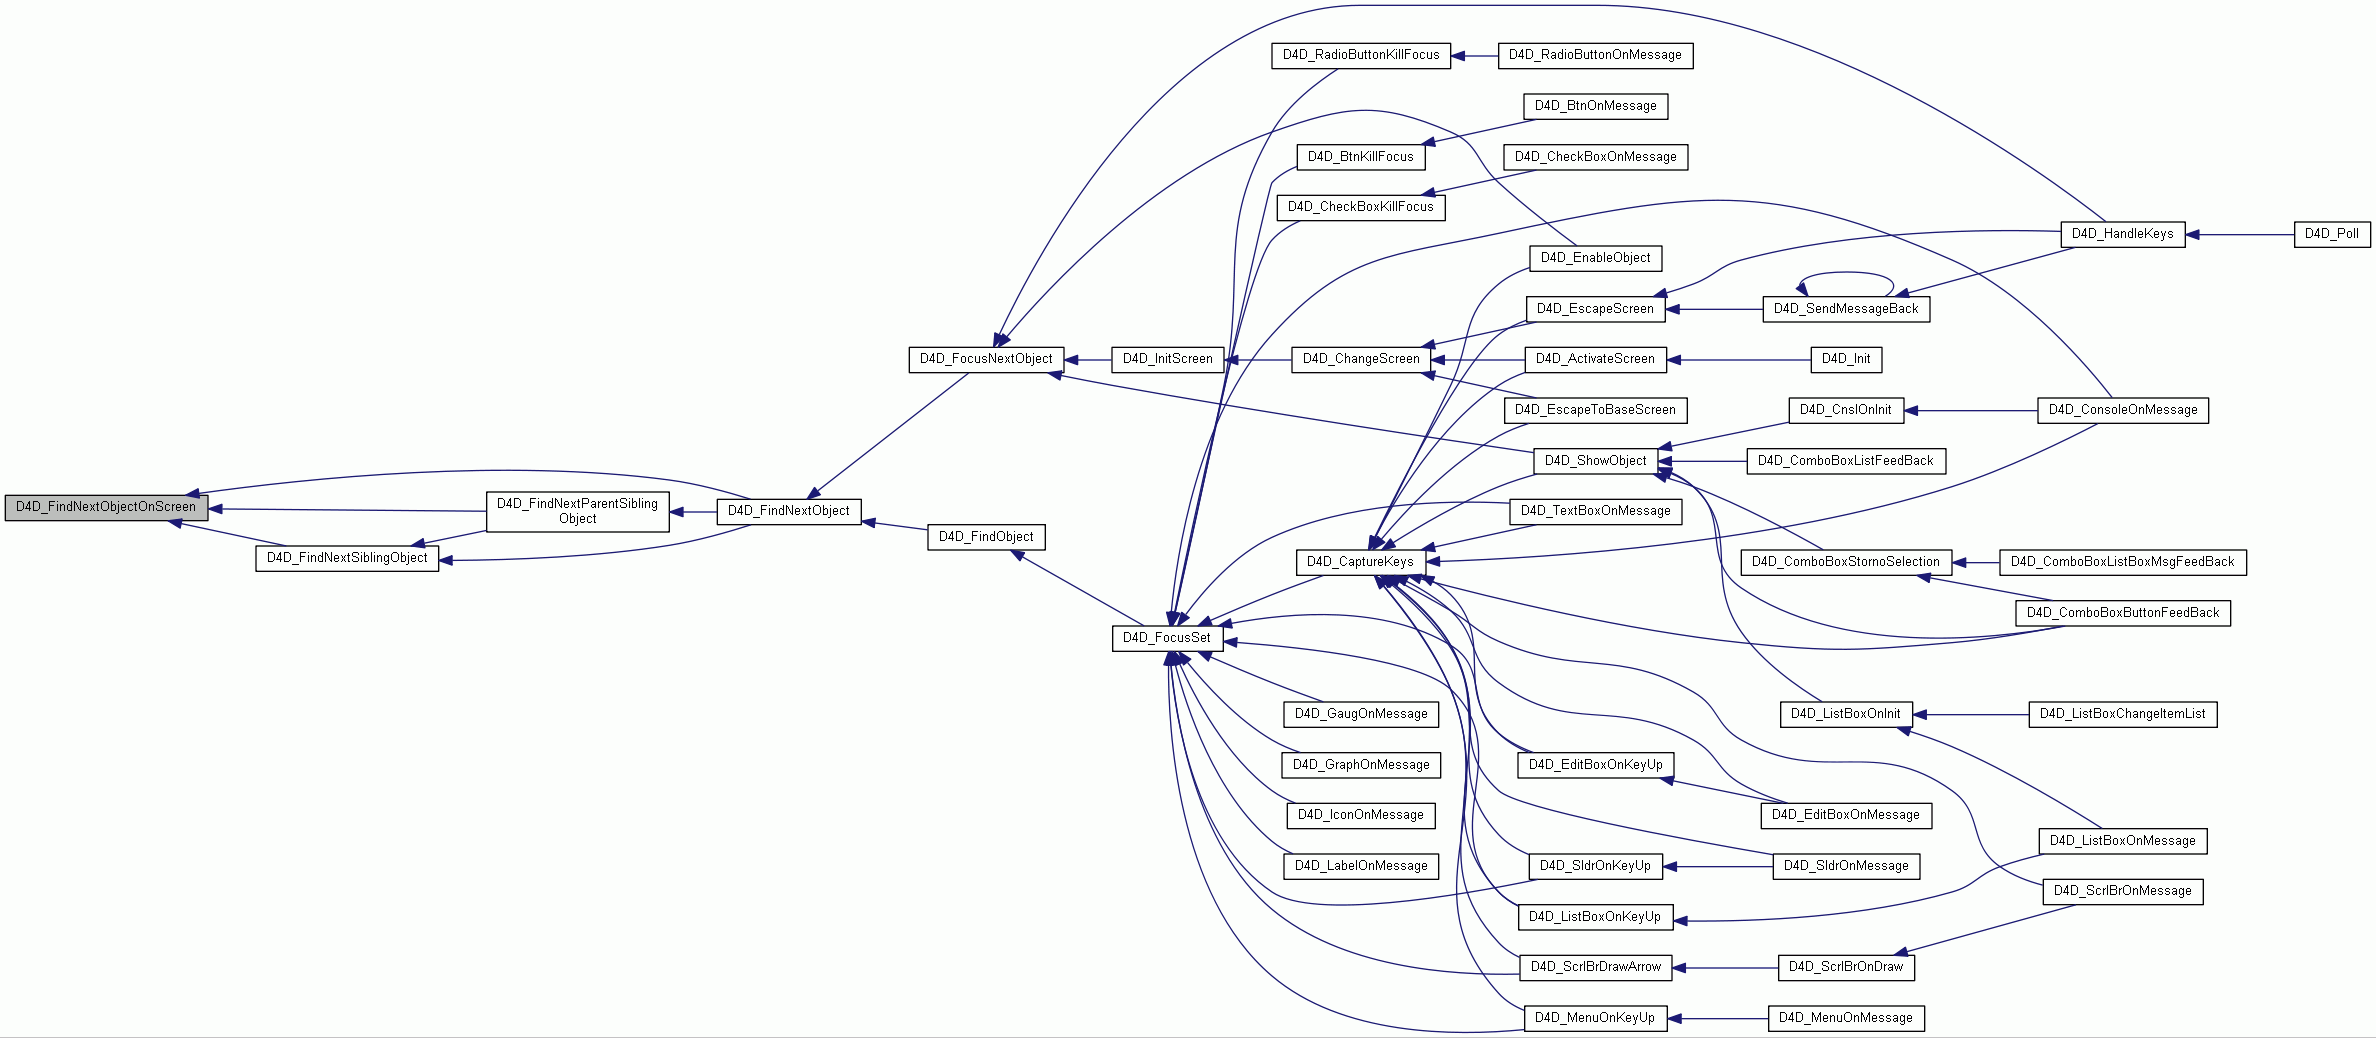 D4D_FindNextObjectOnScreen
D4D_FindNextParentSibling
Object
D4D_FindNextSiblingObject
D4D_FindNextObject
D4D_FocusNextObject
D4D_FindObject
D4D_InitScreen
D4D_FocusSet
D4D_RadioButtonKillFocus
D4D_BtnKillFocus
D4D_CheckBoxKillFocus
D4D_ChangeScreen
D4D_CaptureKeys
D4D_GaugOnMessage
D4D_GraphOnMessage
D4D_IconOnMessage
D4D_LabelOnMessage
D4D_RadioButtonOnMessage
D4D_BtnOnMessage
D4D_CheckBoxOnMessage
D4D_EnableObject
D4D_EscapeScreen
D4D_ActivateScreen
D4D_EscapeToBaseScreen
D4D_ShowObject
D4D_TextBoxOnMessage
D4D_EditBoxOnKeyUp
D4D_SldrOnKeyUp
D4D_ListBoxOnKeyUp
D4D_ScrlBrDrawArrow
D4D_MenuOnKeyUp
D4D_SendMessageBack
D4D_Init
D4D_CnslOnInit
D4D_ComboBoxListFeedBack
D4D_ComboBoxStornoSelection
D4D_ListBoxOnInit
D4D_EditBoxOnMessage
D4D_SldrOnMessage
D4D_ScrlBrOnDraw
D4D_MenuOnMessage
D4D_HandleKeys
D4D_ConsoleOnMessage
D4D_ComboBoxListBoxMsgFeedBack
D4D_ComboBoxButtonFeedBack
D4D_ListBoxChangeItemList
D4D_ListBoxOnMessage
D4D_ScrlBrOnMessage
D4D_Poll